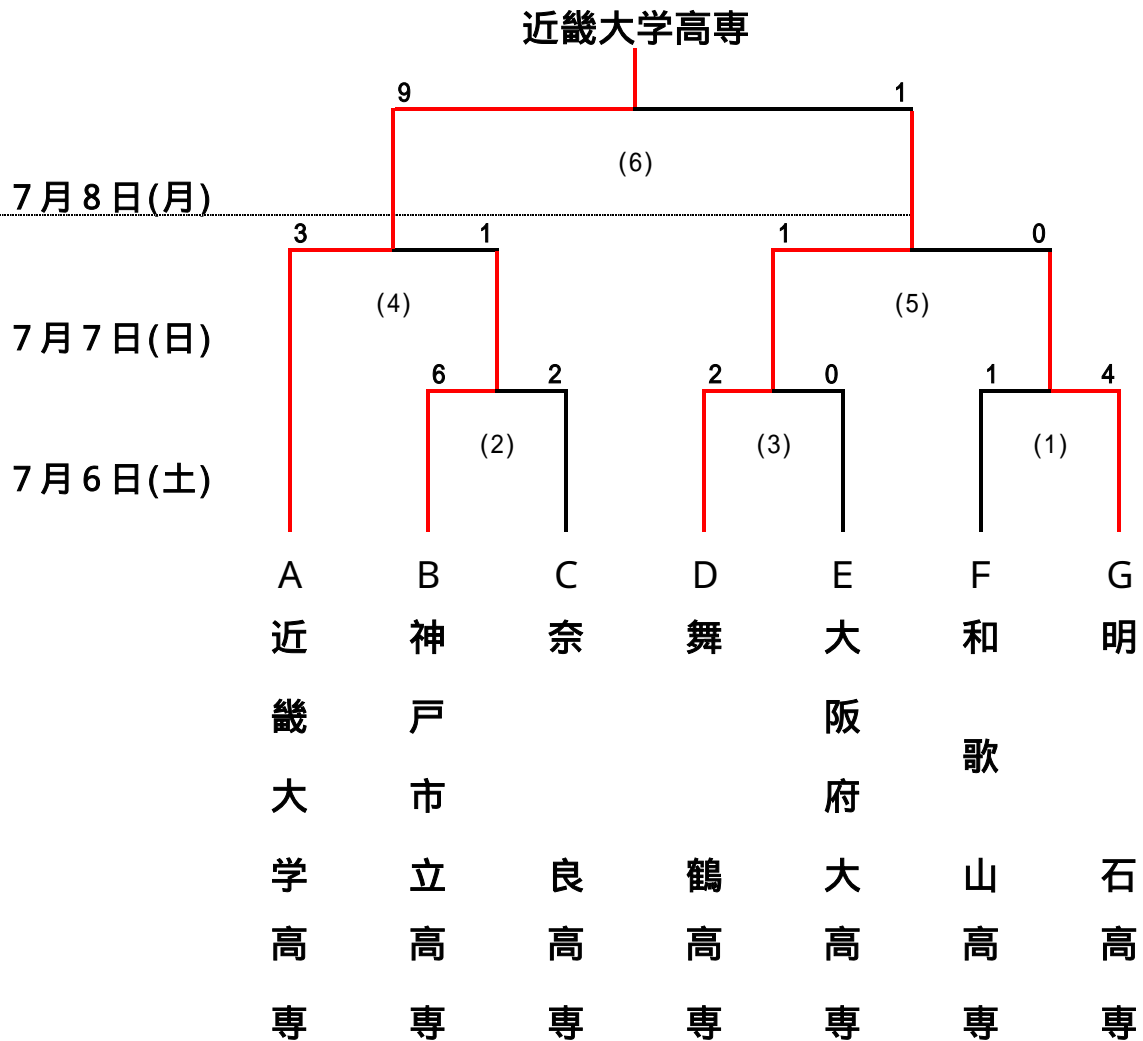 近畿大学高専
9 1
(6)
7月8日(月)
3 1 1 0
(4) (5)
7月7日(日)
6 2 2 0 1 4
(2) (3) (1)
7月6日(土)
A B C D E F G
近畿大学高専
神戸市立高専
奈良高専
舞鶴高専
大阪府大高専
和歌山高専
明石高専